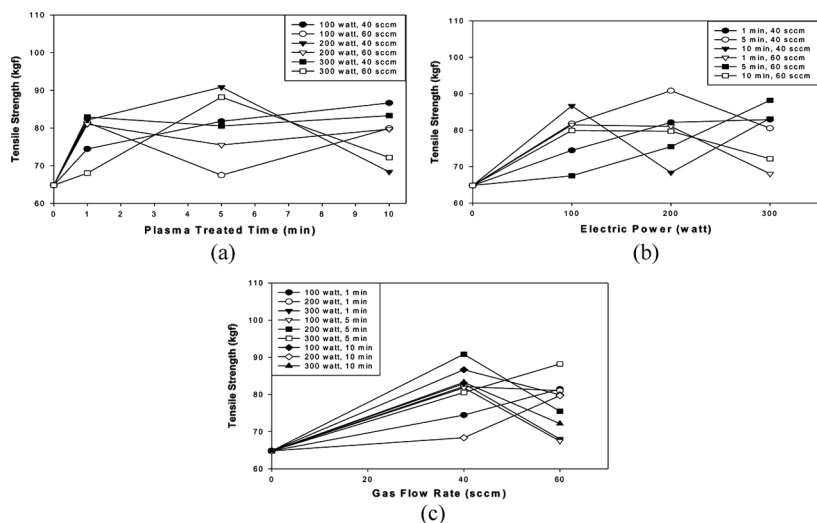 110
100
90
80
70
60
Tensile Strength (kgf)
100 watt, 40 sccm
100 watt, 60 sccm
200 watt, 40 sccm
200 watt, 60 sccm
300 watt, 40 sccm
300 watt, 60 sccm
0 1 2 3 4 5 6 7 8 9 10
Plasma Treated Time (min)
(a)
110
100
90
80
70
60
Tensile Strength (kgf)
1 min, 40 sccm
5 min, 40 sccm
10 min, 40 sccm
1 min, 60 sccm
5 min, 60 sccm
10 min, 60 sccm
0 100 200 300
Electric Power (watt)
(b)
110
100
90
80
70
60
Tensile Strength (kgf)
100 watt, 1 min
200 watt, 1 min
300 watt, 1 min
100 watt, 5 min
200 watt, 5 min
300 watt, 5 min
100 watt, 10 min
200 watt, 10 min
300 watt, 10 min
0 20 40 60
Gas Flow Rate (sccm)
(c)